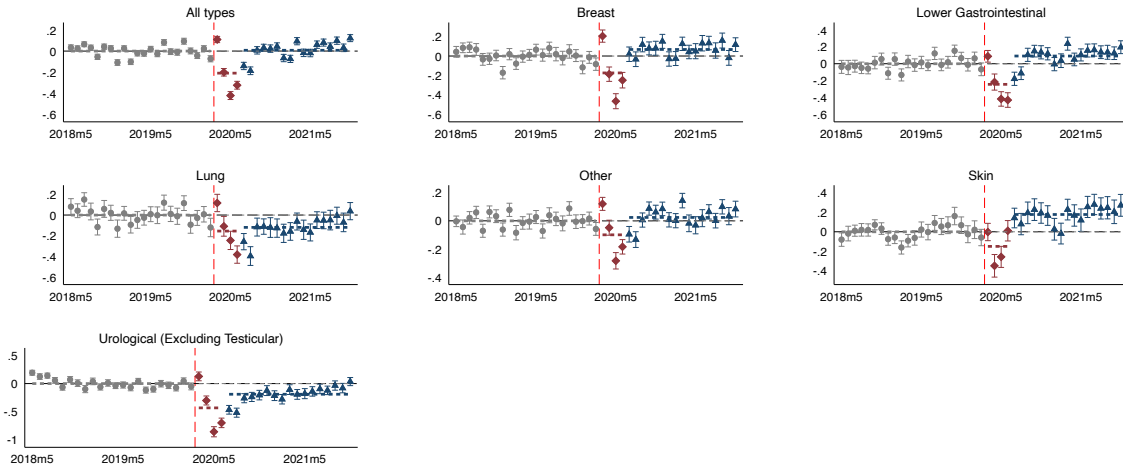 All types
.2
0
-.2
-.4
-.6
2018m5 2019m5 2020m5 2021m5
Breast
.2
0
-.2
-.4
-.6
2018m5 2019m5 2020m5 2021m5
Lower Gastrointestinal
.4
.2
0
-.2
-.4
-.6
2018m5 2019m5 2020m5 2021m5
Lung
.2
0
-.2
-.4
-.6
2018m5 2019m5 2020m5 2021m5
Other
.2
0
-.2
-.4
2018m5 2019m5 2020m5 2021m5
Skin
.4
.2
0
-.2
-.4
2018m5 2019m5 2020m5 2021m5
Urological (Excluding Testicular)
.5
0
-.5
-1
2018m5 2019m5 2020m5 2021m5